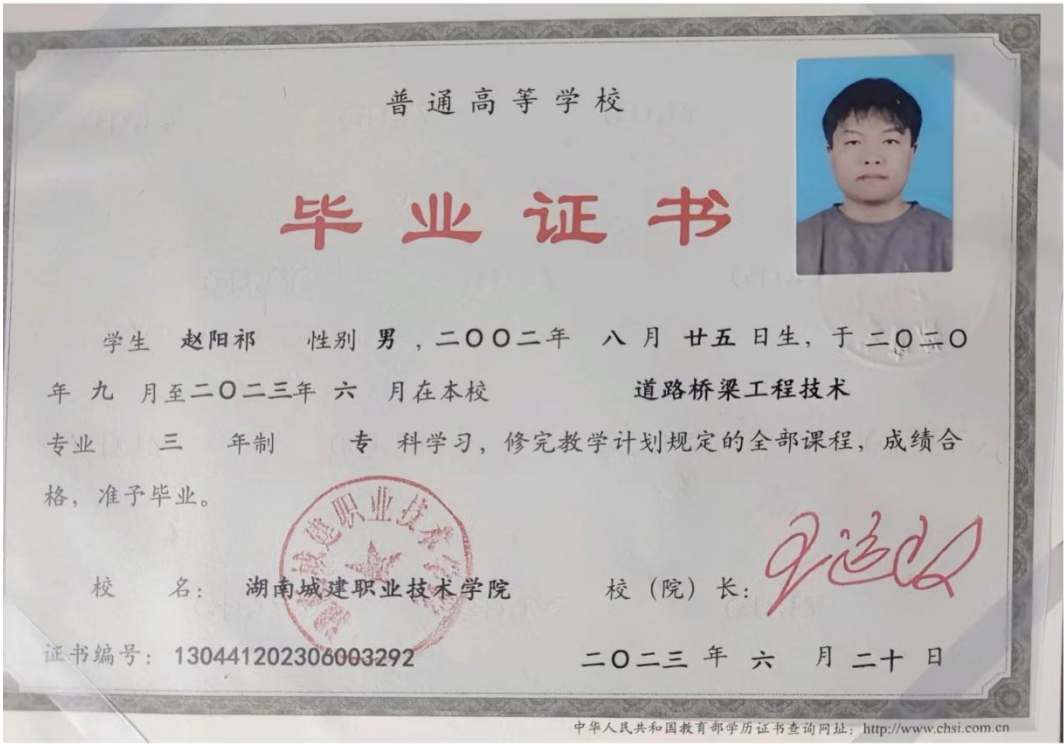 普通高等学校
毕业证书
学生 赵阳祁 性别 男 ，二〇〇二年 八 月 廿五 日生，于 二〇二〇
年 九 月至二〇二三年 六 月在本校 道路桥梁工程技术
专业 三 年制 专 科学习，修完教学计划规定的全部课程，成绩合
格，准予毕业。
校 名： 湖南城建职业技术学院 校（院）长：
证书编号：130441202306003292 二〇二三 年 六 月 二十 日
中华人民共和国教育部学历证书查询网址：http://www.chsi.com.cn